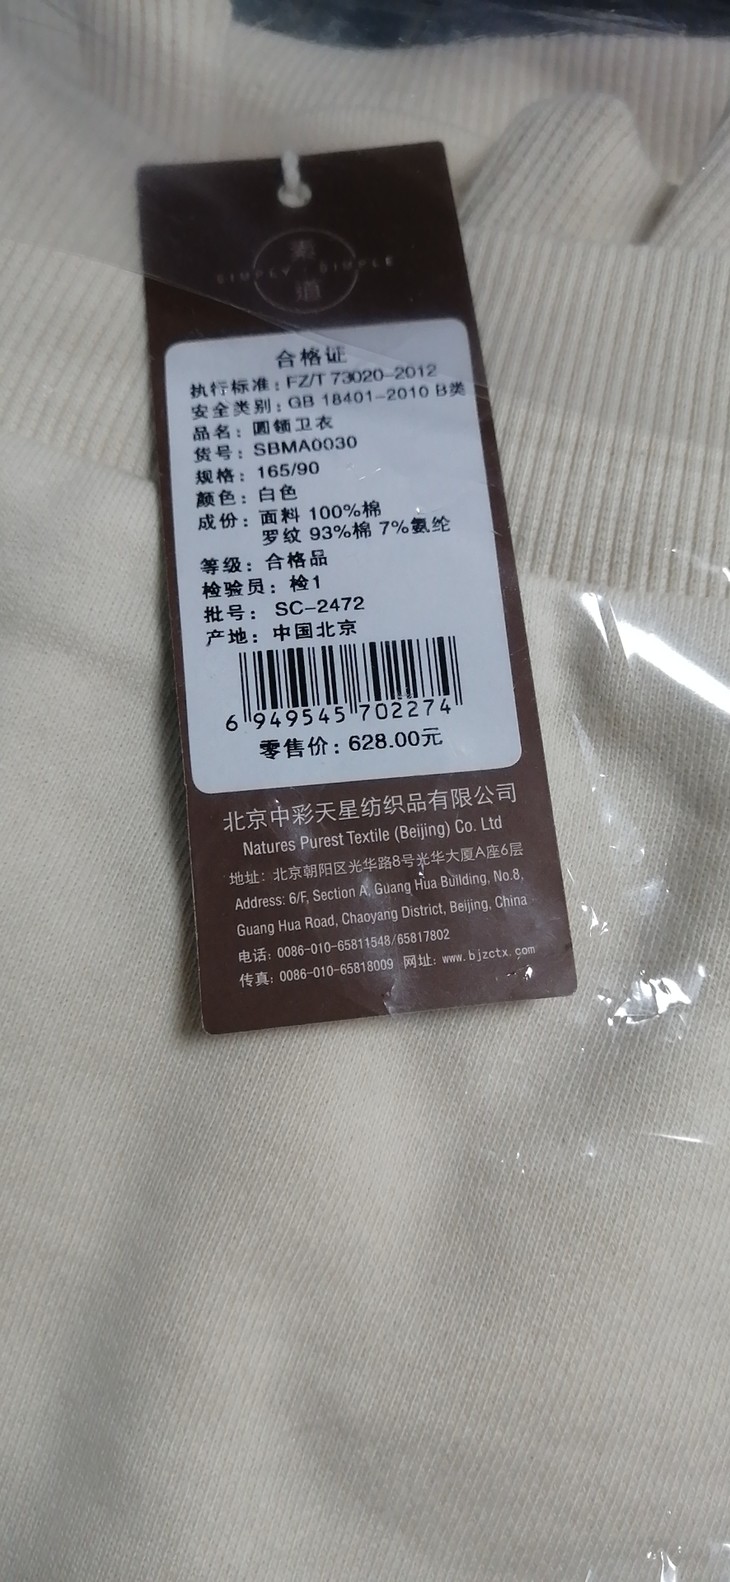 素
SIMPLY SIMPLE
道
合格证
执行标准：FZ/T 73020-2012
安全类别：GB 18401-2010 B类
品名：圆领卫衣
货号：SBMA0030
规格：165/90
颜色：白色
成份：面料 100%棉
罗纹 93%棉 7%氨纶
等级：合格品
检验员：检1
批号：SC-2472
产地：中国北京
6 949545 702274
零售价：628.00元
北京中彩天星纺织品有限公司
Natures Purest Textile (Beijing) Co. Ltd
地址：北京朝阳区光华路8号光华大厦A座6层
Address: 6/F, Section A, Guang Hua Building, No.8,
Guang Hua Road, Chaoyang District, Beijing, China
电话：0086-010-65811548/65817802
传真：0086-010-65818009 网址：www.bjzctx.com